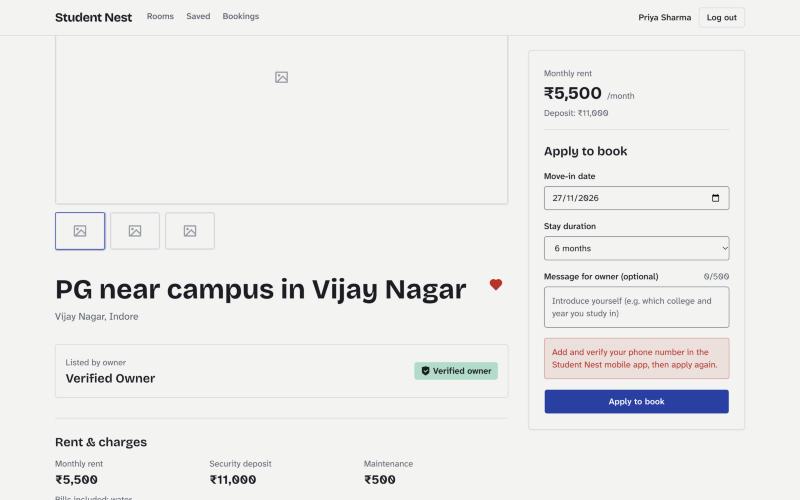 Student Nest
Rooms
Saved
Bookings
Priya Sharma
Log out
PG near campus in Vijay Nagar
Vijay Nagar, Indore
Listed by owner
Verified Owner
Verified owner
Rent & charges
Monthly rent
₹5,500
Security deposit
₹11,000
Maintenance
₹500
Bills included: water
Monthly rent
₹5,500 /month
Deposit: ₹11,000
Apply to book
Move-in date
27/11/2026
Stay duration
6 months
Message for owner (optional)
0/500
Introduce yourself (e.g. which college and
year you study in)
Add and verify your phone number in the
Student Nest mobile app, then apply again.
Apply to book